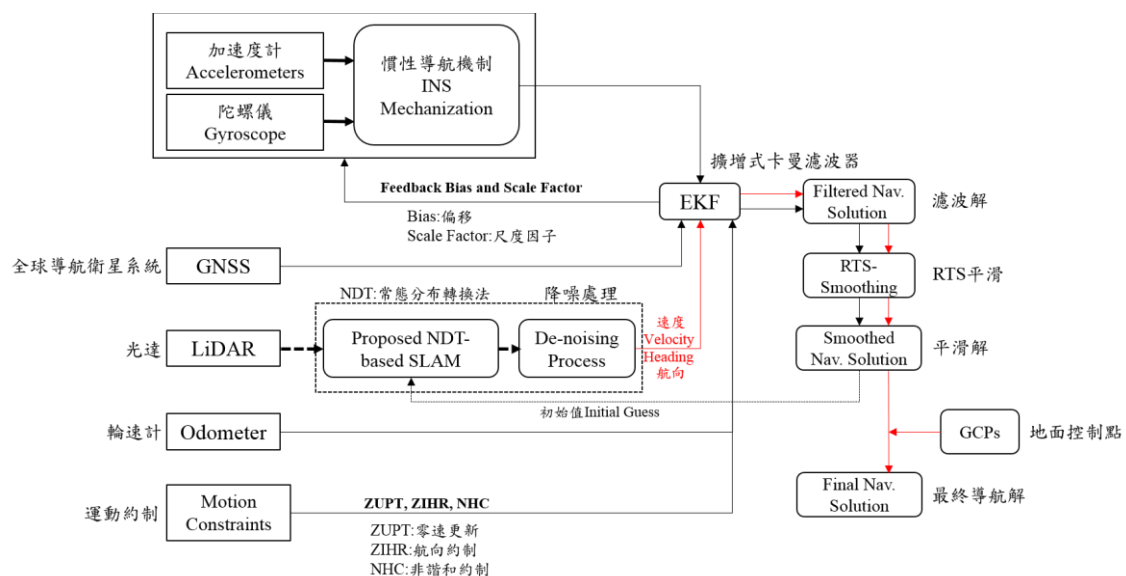 加速度計
Accelerometers
陀螺儀
Gyroscope
慣性導航機制
INS
Mechanization
擴增式卡曼濾波器
Feedback Bias and Scale Factor
Bias:偏移
Scale Factor:尺度因子
EKF
Filtered Nav.
Solution
濾波解
全球導航衛星系統
GNSS
RTS-
Smoothing
RTS平滑
NDT:常態分布轉換法
降噪處理
光達
LiDAR
Proposed NDT-
based SLAM
De-noising
Process
速度
Velocity
Heading
航向
Smoothed
Nav. Solution
平滑解
初始值Initial Guess
輪速計
Odometer
GCPs
地面控制點
運動約制
Motion
Constraints
ZUPT, ZIHR, NHC
ZUPT:零速更新
ZIHR:航向約制
NHC:非諧和約制
Final Nav.
Solution
最終導航解